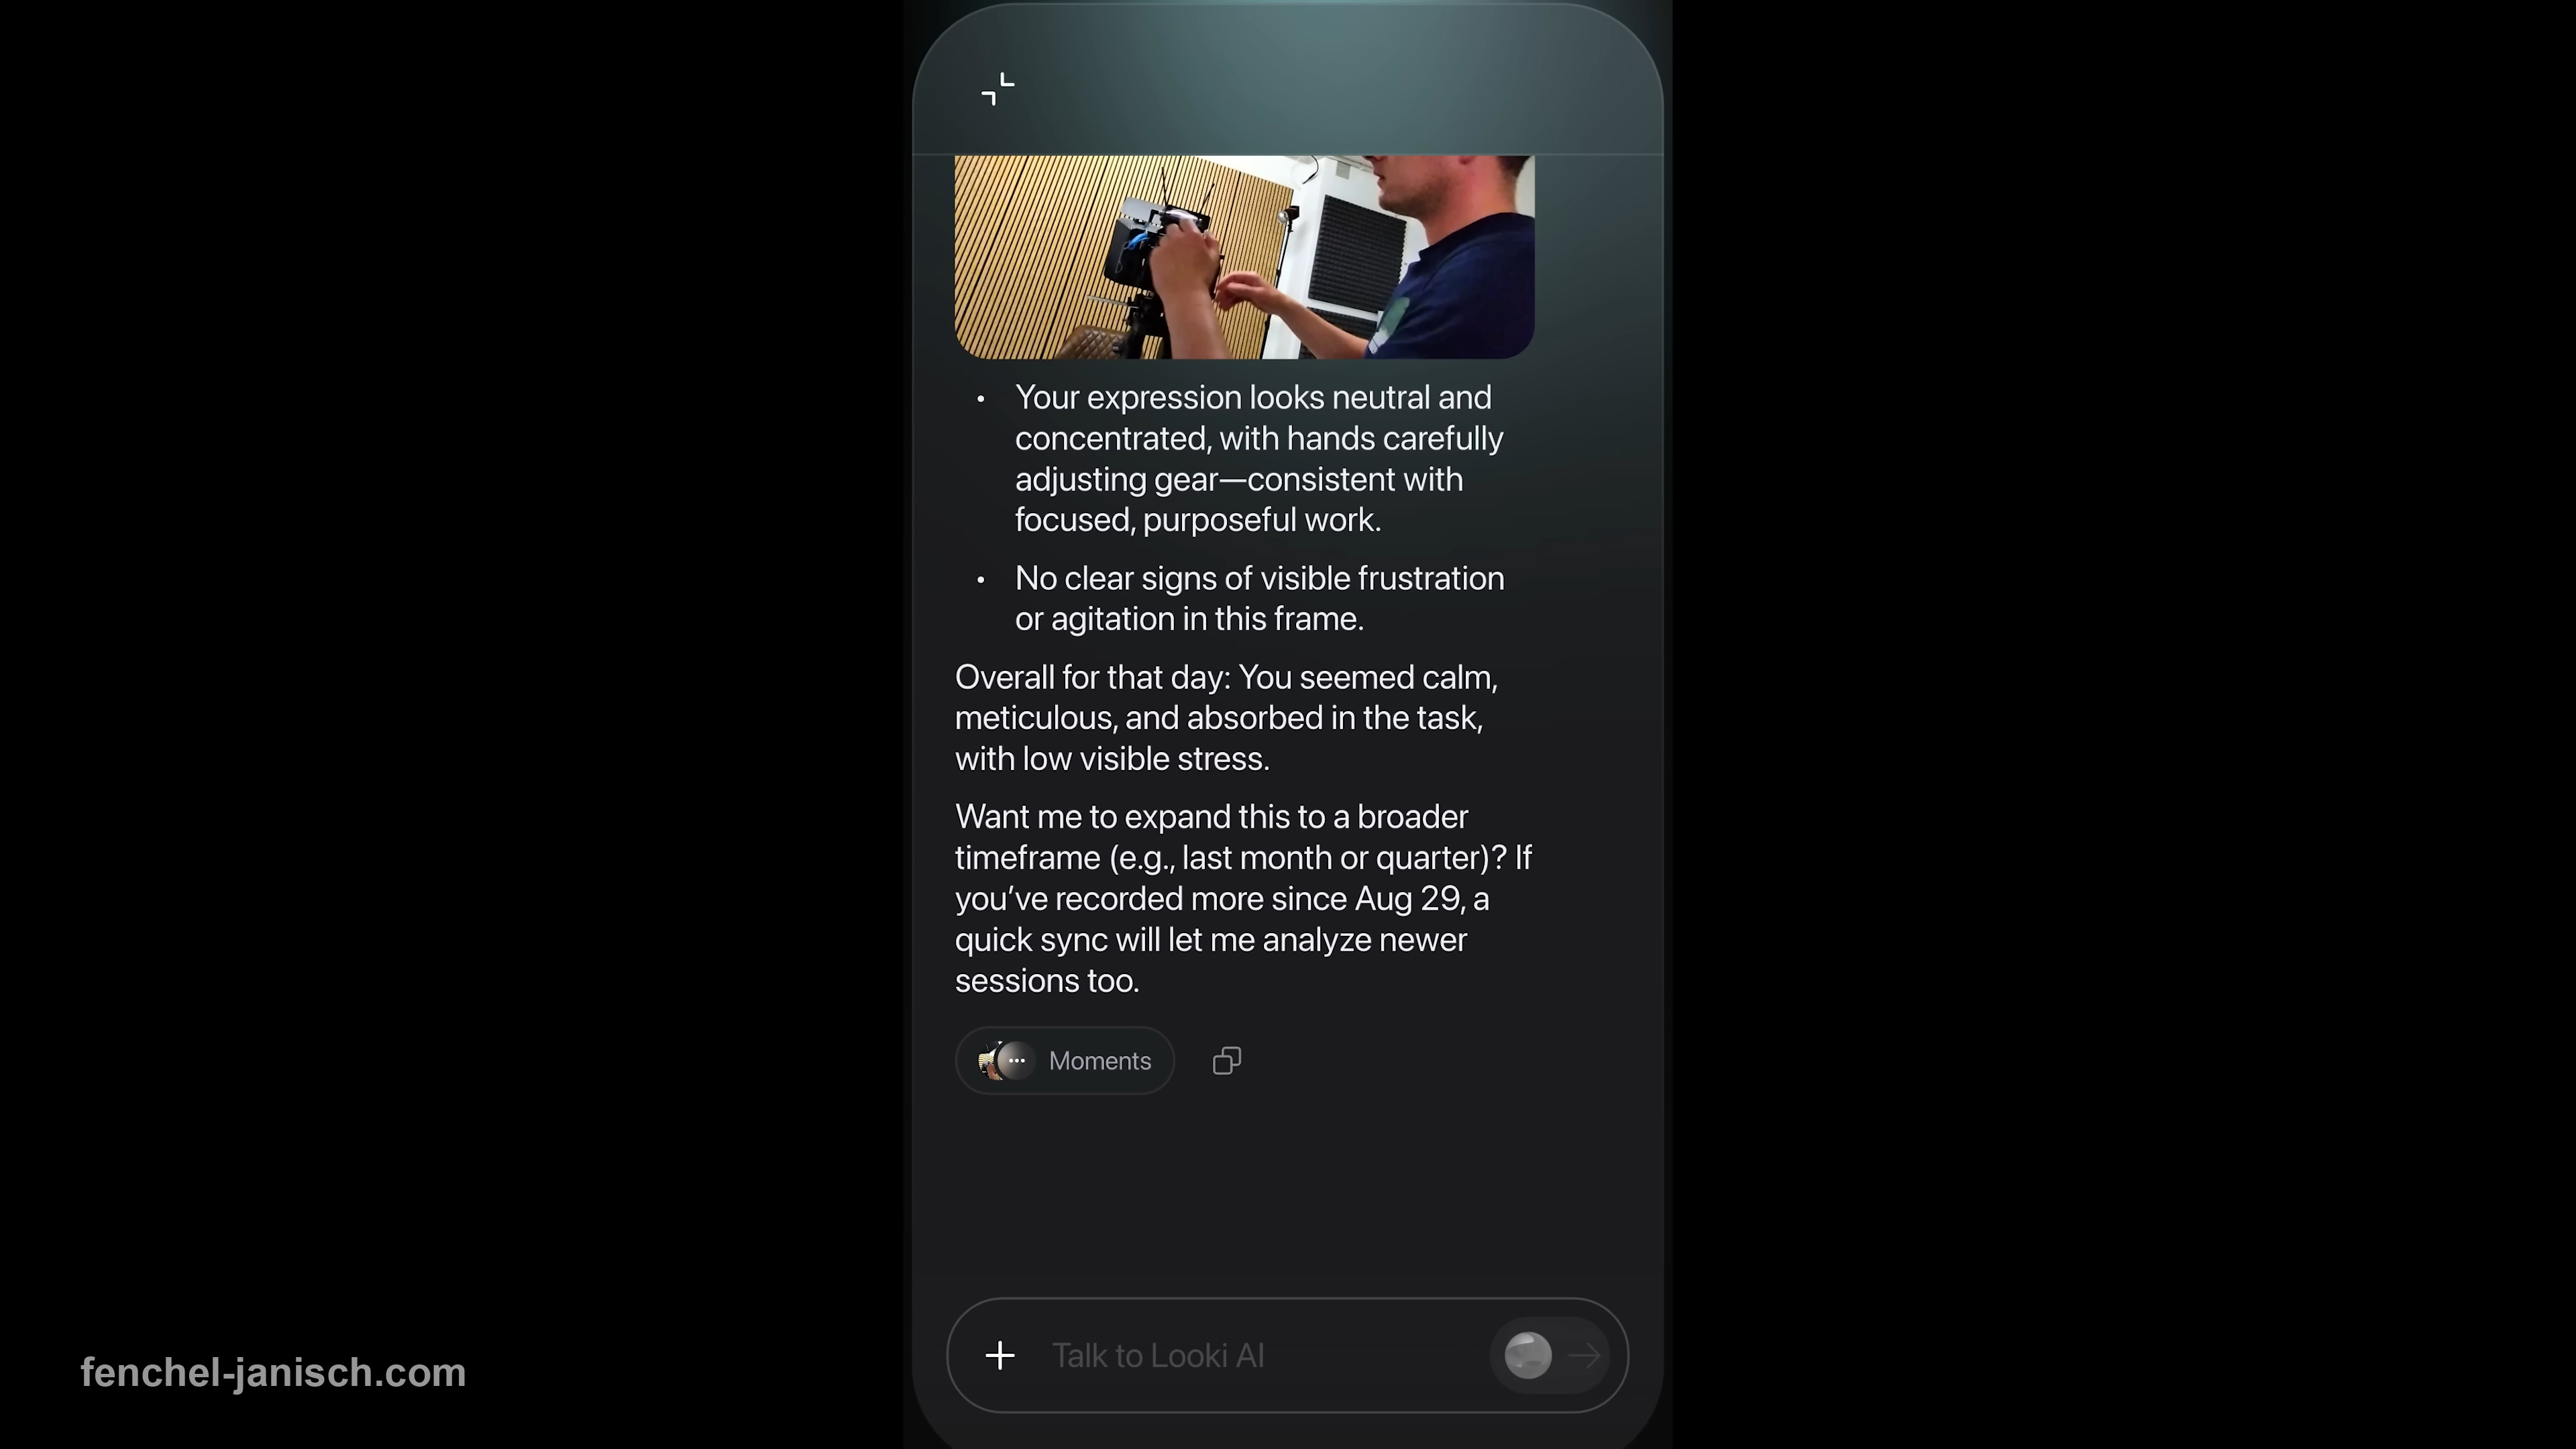 Your expression looks neutral and
concentrated, with hands carefully
adjusting gear—consistent with
focused, purposeful work.
No clear signs of visible frustration
or agitation in this frame.
Overall for that day: You seemed calm,
meticulous, and absorbed in the task,
with low visible stress.
Want me to expand this to a broader
timeframe (e.g., last month or quarter)? If
you’ve recorded more since Aug 29, a
quick sync will let me analyze newer
sessions too.
Moments
Talk to Looki AI
fenchel-janisch.com